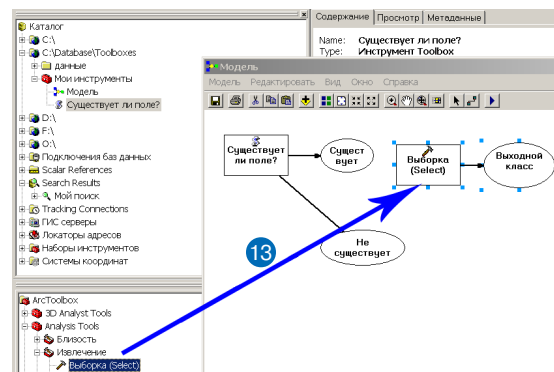 Каталог
C:\
C:\Database\Toolboxes
данные
Мои инструменты
Модель
Существует ли поле?
D:\
F:\
O:\
Подключения баз данных
Scalar References
Search Results
Мой поиск
Tracking Connections
ГИС серверы
Локаторы адресов
Наборы инструментов
Системы координат
Содержание Просмотр Метаданные
Name: Существует ли поле?
Type: Инструмент Toolbox
Модель
Модель Редактировать Вид Окно Справка
Существует
ли поле?
Сущест
вует
Выборка
(Select)
Выходной
класс
Не
существует
13
ArcToolbox
3D Analyst Tools
Analysis Tools
Близость
Извлечение
Выборка (Select)